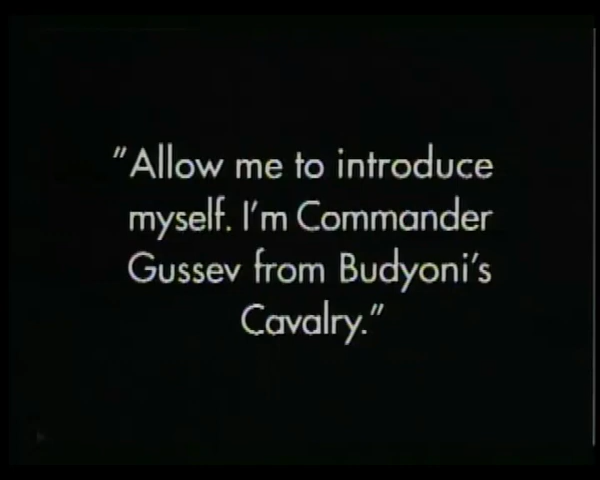 "Allow me to introduce
myself. I'm Commander
Gussev from Budyoni's
Cavalry."